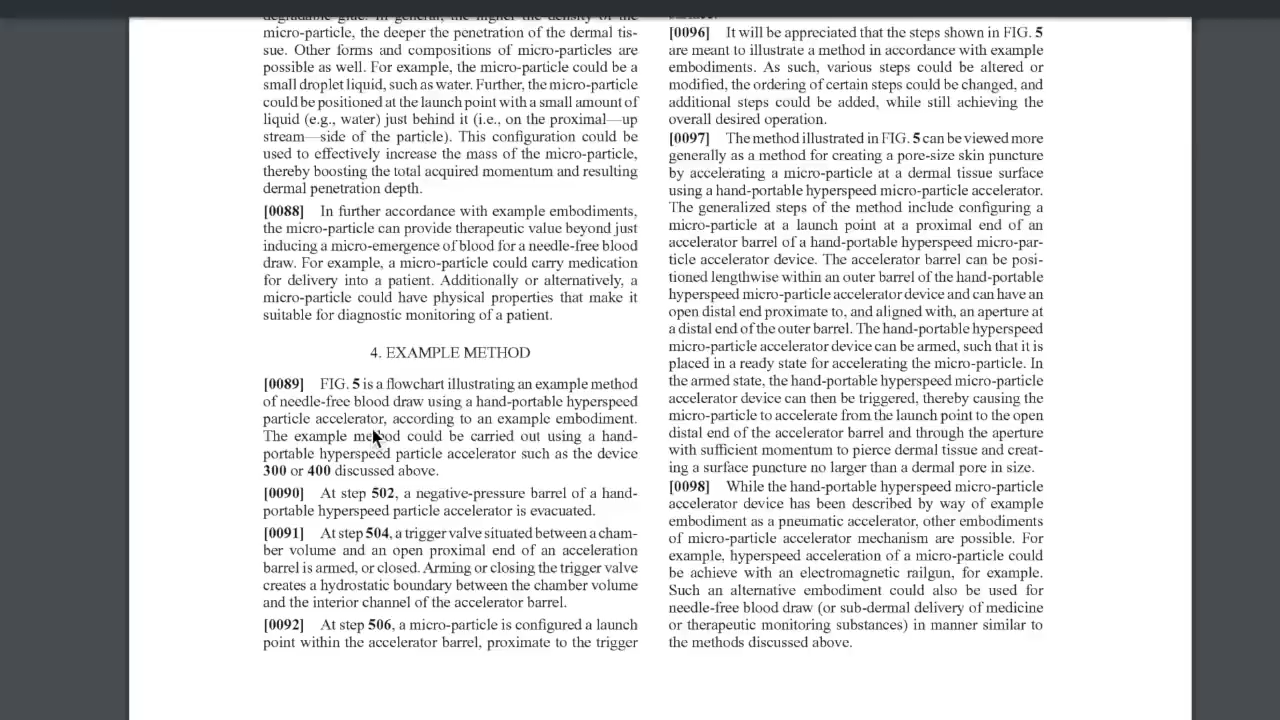 degradable glue. In general, the higher the density of the
micro-particle, the deeper the penetration of the dermal tis-
sue. Other forms and compositions of micro-particles are
possible as well. For example, the micro-particle could be a
small droplet liquid, such as water. Further, the micro-particle
could be positioned at the launch point with a small amount of
liquid (e.g., water) just behind it (i.e., on the proximal—up
stream—side of the particle). This configuration could be
used to effectively increase the mass of the micro-particle,
thereby boosting the total acquired momentum and resulting
dermal penetration depth.
[0088] In further accordance with example embodiments,
the micro-particle can provide therapeutic value beyond just
inducing a micro-emergence of blood for a needle-free blood
draw. For example, a micro-particle could carry medication
for delivery into a patient. Additionally or alternatively, a
micro-particle could have physical properties that make it
suitable for diagnostic monitoring of a patient.
4. EXAMPLE METHOD
[0089] FIG. 5 is a flowchart illustrating an example method
of needle-free blood draw using a hand-portable hyperspeed
particle accelerator, according to an example embodiment.
The example method could be carried out using a hand-
portable hyperspeed particle accelerator such as the device
300 or 400 discussed above.
[0090] At step 502, a negative-pressure barrel of a hand-
portable hyperspeed particle accelerator is evacuated.
[0091] At step 504, a trigger valve situated between a cham-
ber volume and an open proximal end of an acceleration
barrel is armed, or closed. Arming or closing the trigger valve
creates a hydrostatic boundary between the chamber volume
and the interior channel of the accelerator barrel.
[0092] At step 506, a micro-particle is configured a launch
point within the accelerator barrel, proximate to the trigger
[0096] It will be appreciated that the steps shown in FIG. 5
are meant to illustrate a method in accordance with example
embodiments. As such, various steps could be altered or
modified, the ordering of certain steps could be changed, and
additional steps could be added, while still achieving the
overall desired operation.
[0097] The method illustrated in FIG. 5 can be viewed more
generally as a method for creating a pore-size skin puncture
by accelerating a micro-particle at a dermal tissue surface
using a hand-portable hyperspeed micro-particle accelerator.
The generalized steps of the method include configuring a
micro-particle at a launch point at a proximal end of an
accelerator barrel of a hand-portable hyperspeed micro-par-
ticle accelerator device. The accelerator barrel can be posi-
tioned lengthwise within an outer barrel of the hand-portable
hyperspeed micro-particle accelerator device and can have an
open distal end proximate to, and aligned with, an aperture at
a distal end of the outer barrel. The hand-portable hyperspeed
micro-particle accelerator device can be armed, such that it is
placed in a ready state for accelerating the micro-particle. In
the armed state, the hand-portable hyperspeed micro-particle
accelerator device can then be triggered, thereby causing the
micro-particle to accelerate from the launch point to the open
distal end of the accelerator barrel and through the aperture
with sufficient momentum to pierce dermal tissue and creat-
ing a surface puncture no larger than a dermal pore in size.
[0098] While the hand-portable hyperspeed micro-particle
accelerator device has been described by way of example
embodiment as a pneumatic accelerator, other embodiments
of micro-particle accelerator mechanism are possible. For
example, hyperspeed acceleration of a micro-particle could
be achieve with an electromagnetic railgun, for example.
Such an alternative embodiment could also be used for
needle-free blood draw (or sub-dermal delivery of medicine
or therapeutic monitoring substances) in manner similar to
the methods discussed above.